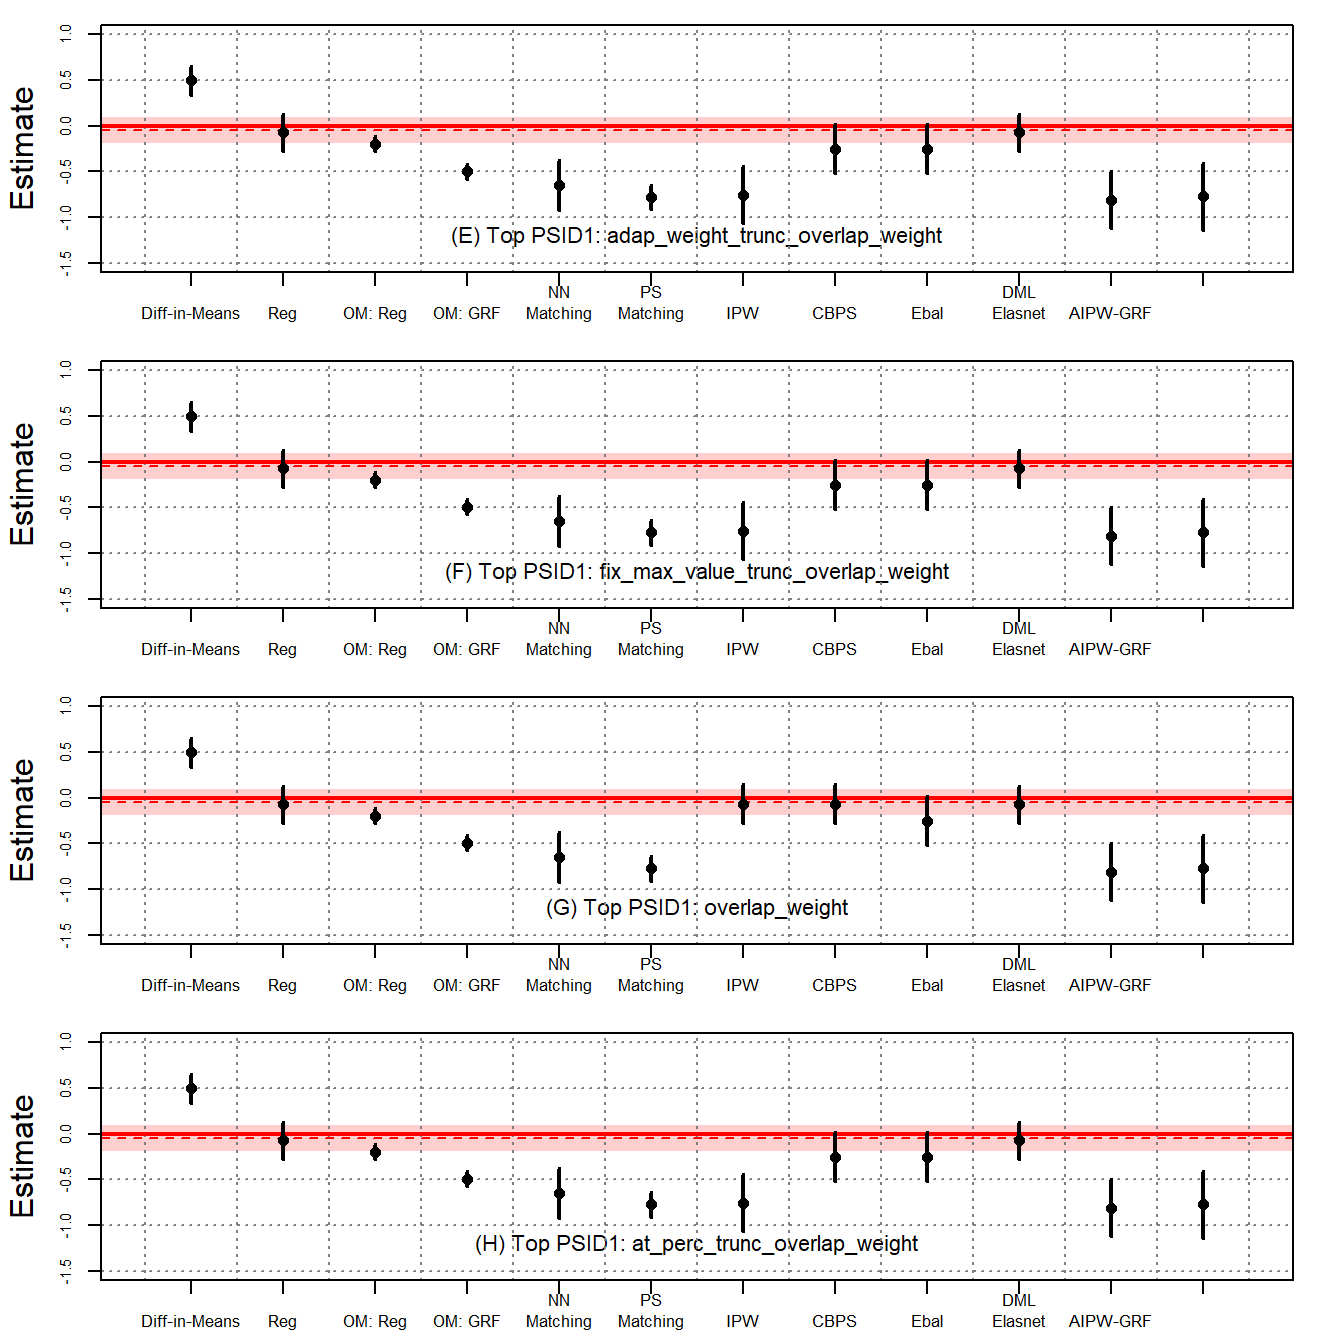 Estimate
1.0
0.5
0.0
-0.5
-1.0
-1.5
(E) Top PSID1: adap_weight_trunc_overlap_weight
NN PS DML
Diff-in-Means Reg OM: Reg OM: GRF Matching Matching IPW CBPS Ebal Elasnet AIPW-GRF
Estimate
1.0
0.5
0.0
-0.5
-1.0
-1.5
(F) Top PSID1: fix_max_value_trunc_overlap_weight
NN PS DML
Diff-in-Means Reg OM: Reg OM: GRF Matching Matching IPW CBPS Ebal Elasnet AIPW-GRF
Estimate
1.0
0.5
0.0
-0.5
-1.0
-1.5
(G) Top PSID1: overlap_weight
NN PS DML
Diff-in-Means Reg OM: Reg OM: GRF Matching Matching IPW CBPS Ebal Elasnet AIPW-GRF
Estimate
1.0
0.5
0.0
-0.5
-1.0
-1.5
(H) Top PSID1: at_perc_trunc_overlap_weight
NN PS DML
Diff-in-Means Reg OM: Reg OM: GRF Matching Matching IPW CBPS Ebal Elasnet AIPW-GRF